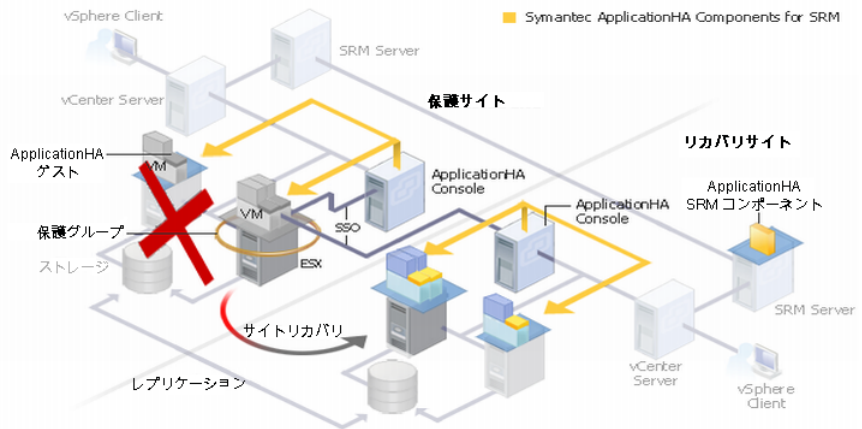 Symantec ApplicationHA Components for SRM
vSphere Client
SRM Server
vCenter Server
保護サイト
リカバリサイト
ApplicationHA
ゲスト
VM
ApplicationHA
Console
ApplicationHA
SRM コンポーネント
VM
ApplicationHA
Console
保護グループ
SSO
ストレージ
ESX
SRM Server
サイトリカバリ
レプリケーション
vCenter
Server
vSphere
Client